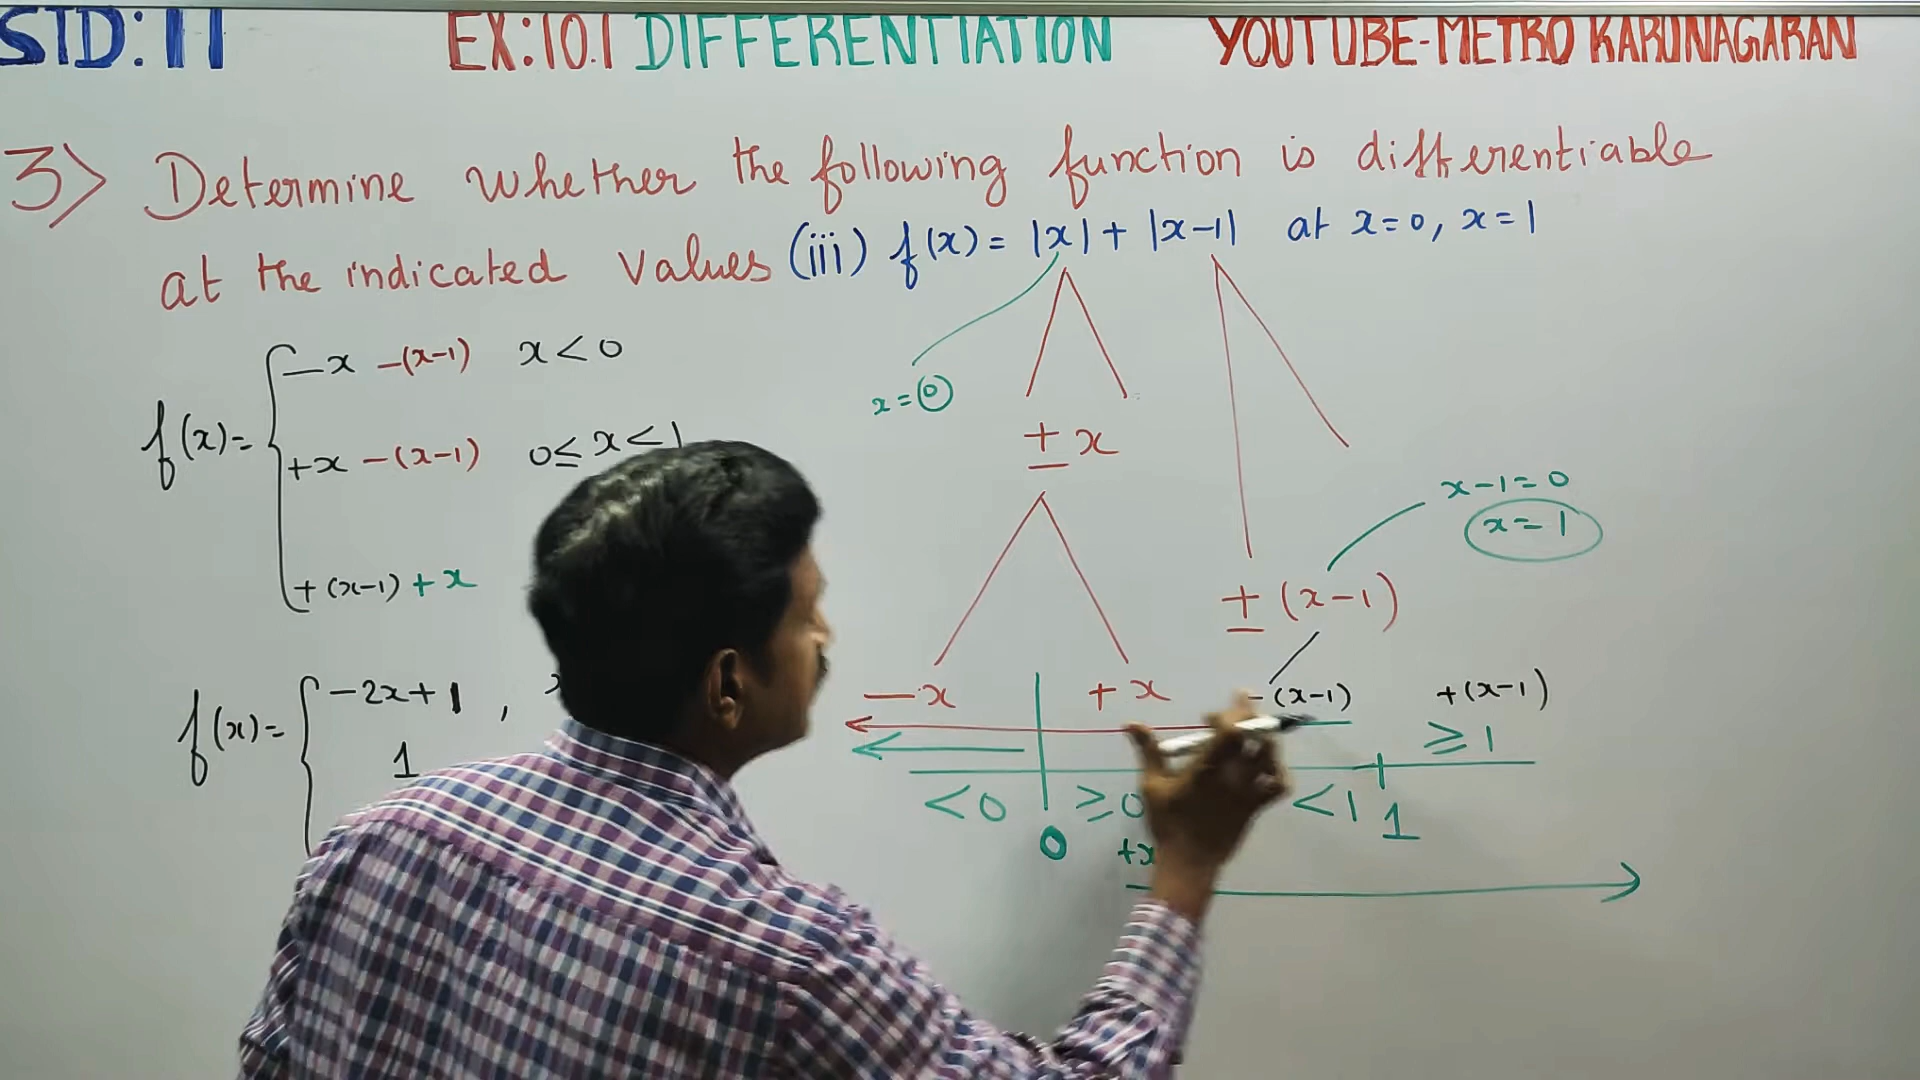 STD: 11 EX:10.1 DIFFERENTIATION YOUTUBE-METRO KARUNAGARAN
3> Determine whether the following function is differentiable
at the indicated values (iii) f(x) = |x| + |x-1| at x=0, x=1
f(x)=
-x -(x-1) x<0
+x -(x-1) 0≤x<1
+(x-1) + x
f(x)=
-2x+1 ,
1
x = 0
± x
x-1=0
x=1
± (x-1)
-x +x -(x-1) +(x-1)
≥1
<0 ≥0 <1 1
0 +x